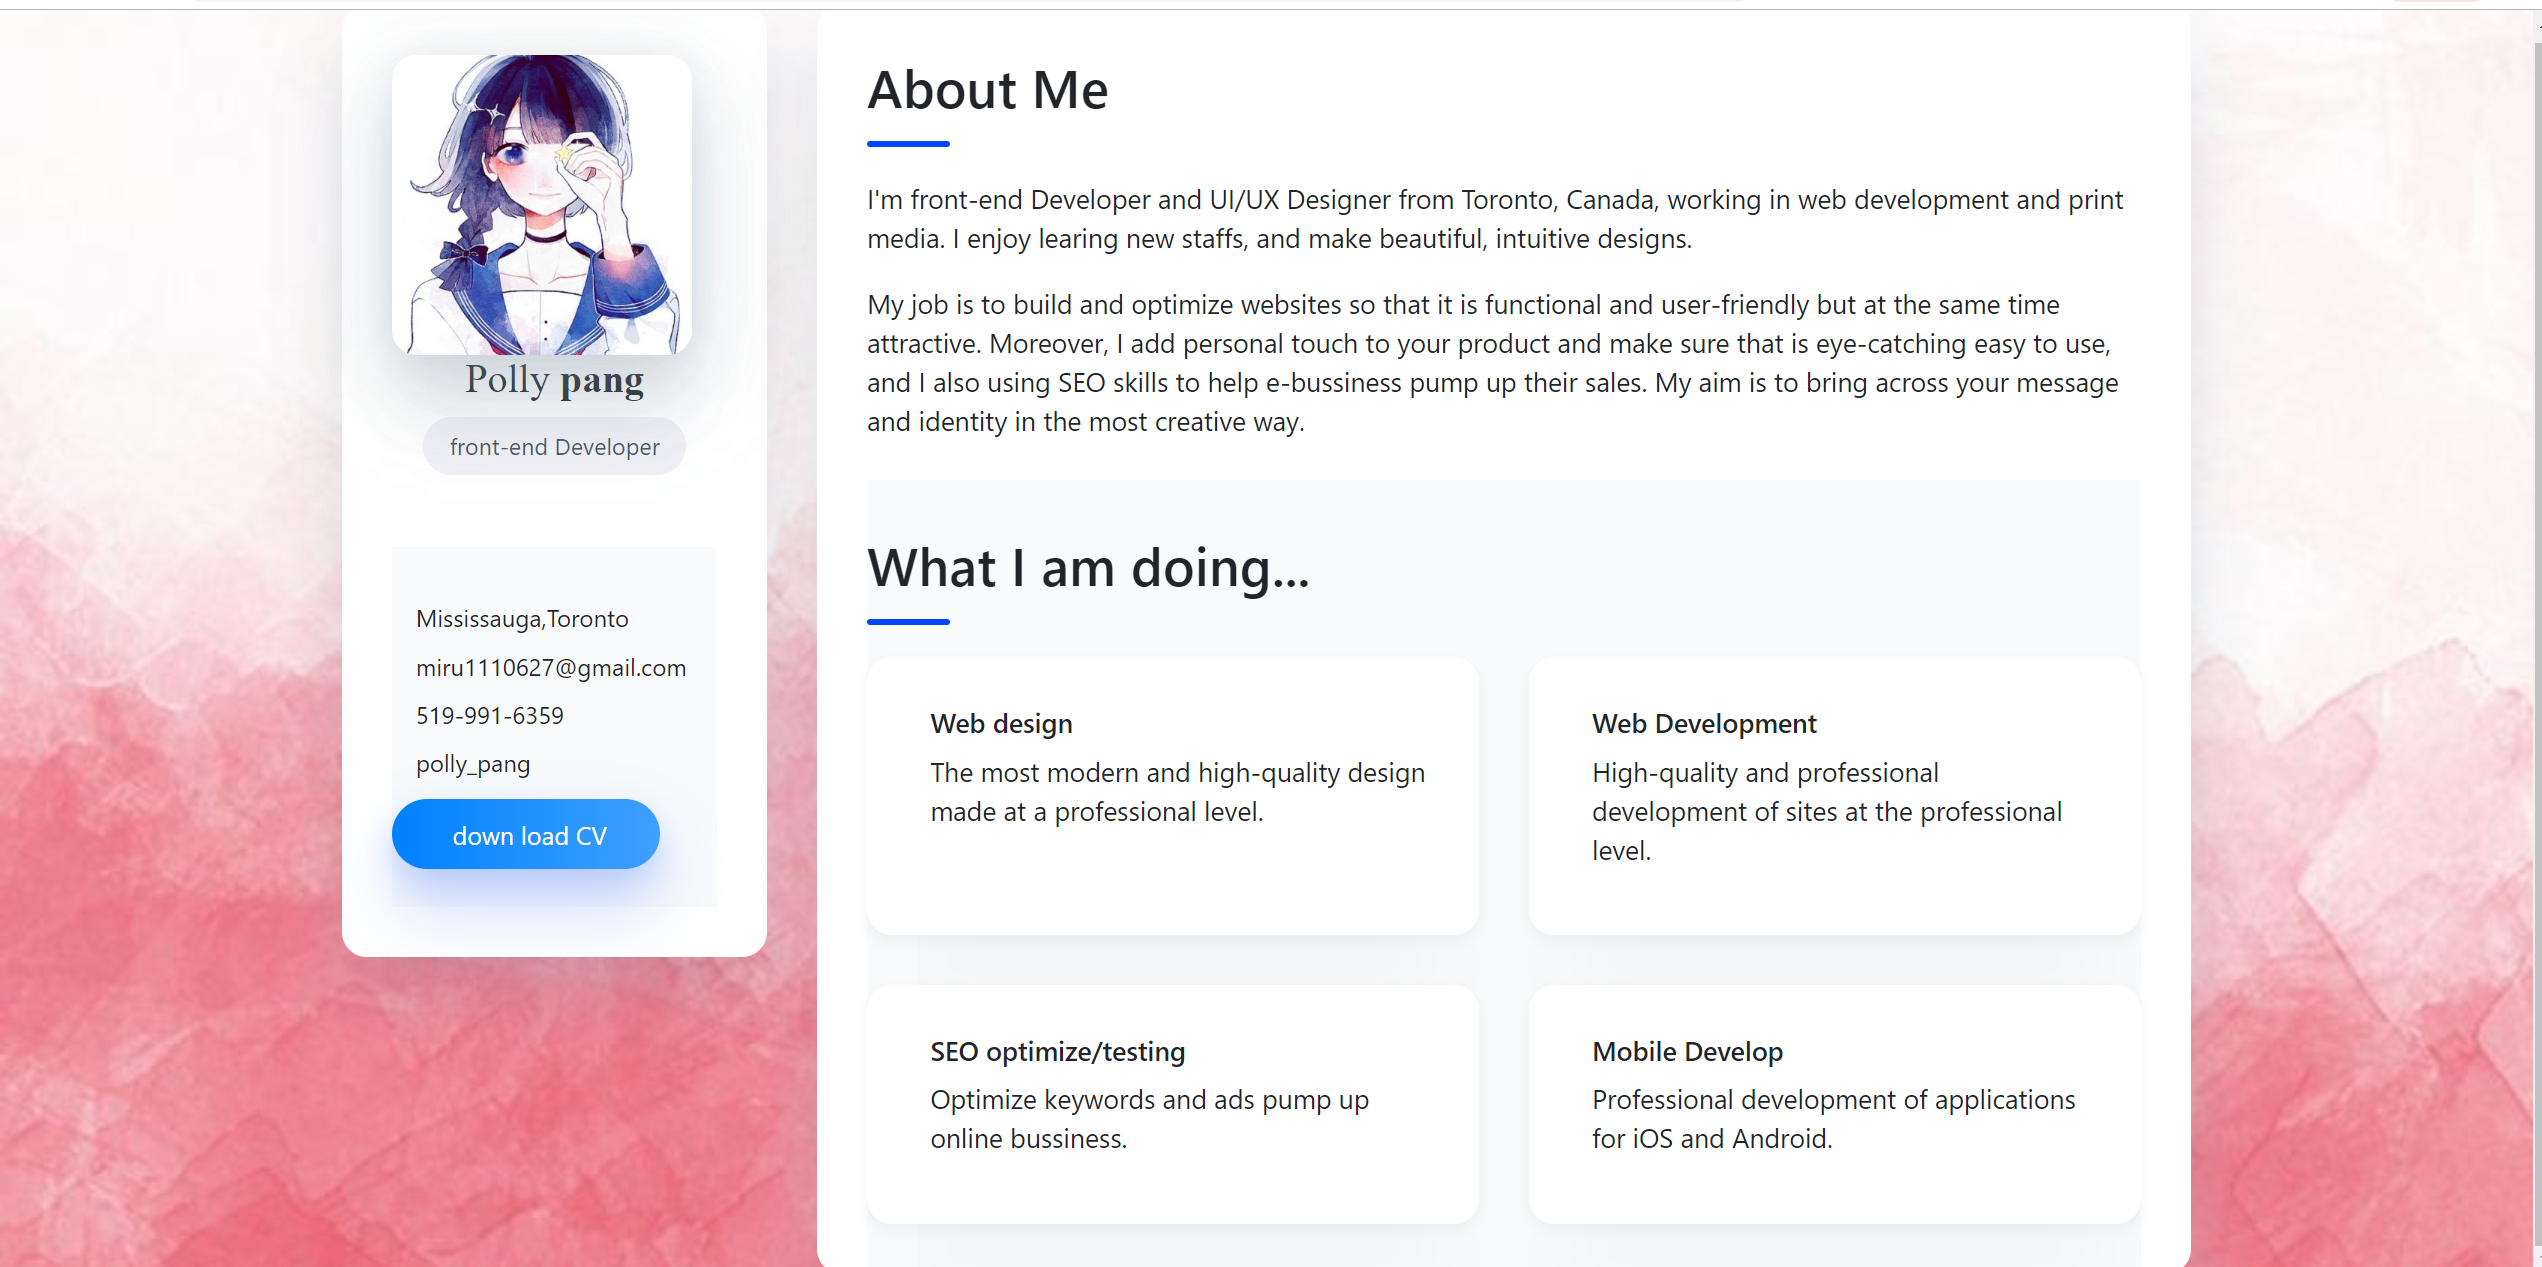 Polly pang
front-end Developer
Mississauga,Toronto
miru1110627@gmail.com
519-991-6359
polly_pang
down load CV
About Me
I'm front-end Developer and UI/UX Designer from Toronto, Canada, working in web development and print
media. I enjoy learing new staffs, and make beautiful, intuitive designs.
My job is to build and optimize websites so that it is functional and user-friendly but at the same time
attractive. Moreover, I add personal touch to your product and make sure that is eye-catching easy to use,
and I also using SEO skills to help e-bussiness pump up their sales. My aim is to bring across your message
and identity in the most creative way.
What I am doing...
Web design
The most modern and high-quality design
made at a professional level.
Web Development
High-quality and professional
development of sites at the professional
level.
SEO optimize/testing
Optimize keywords and ads pump up
online bussiness.
Mobile Develop
Professional development of applications
for iOS and Android.